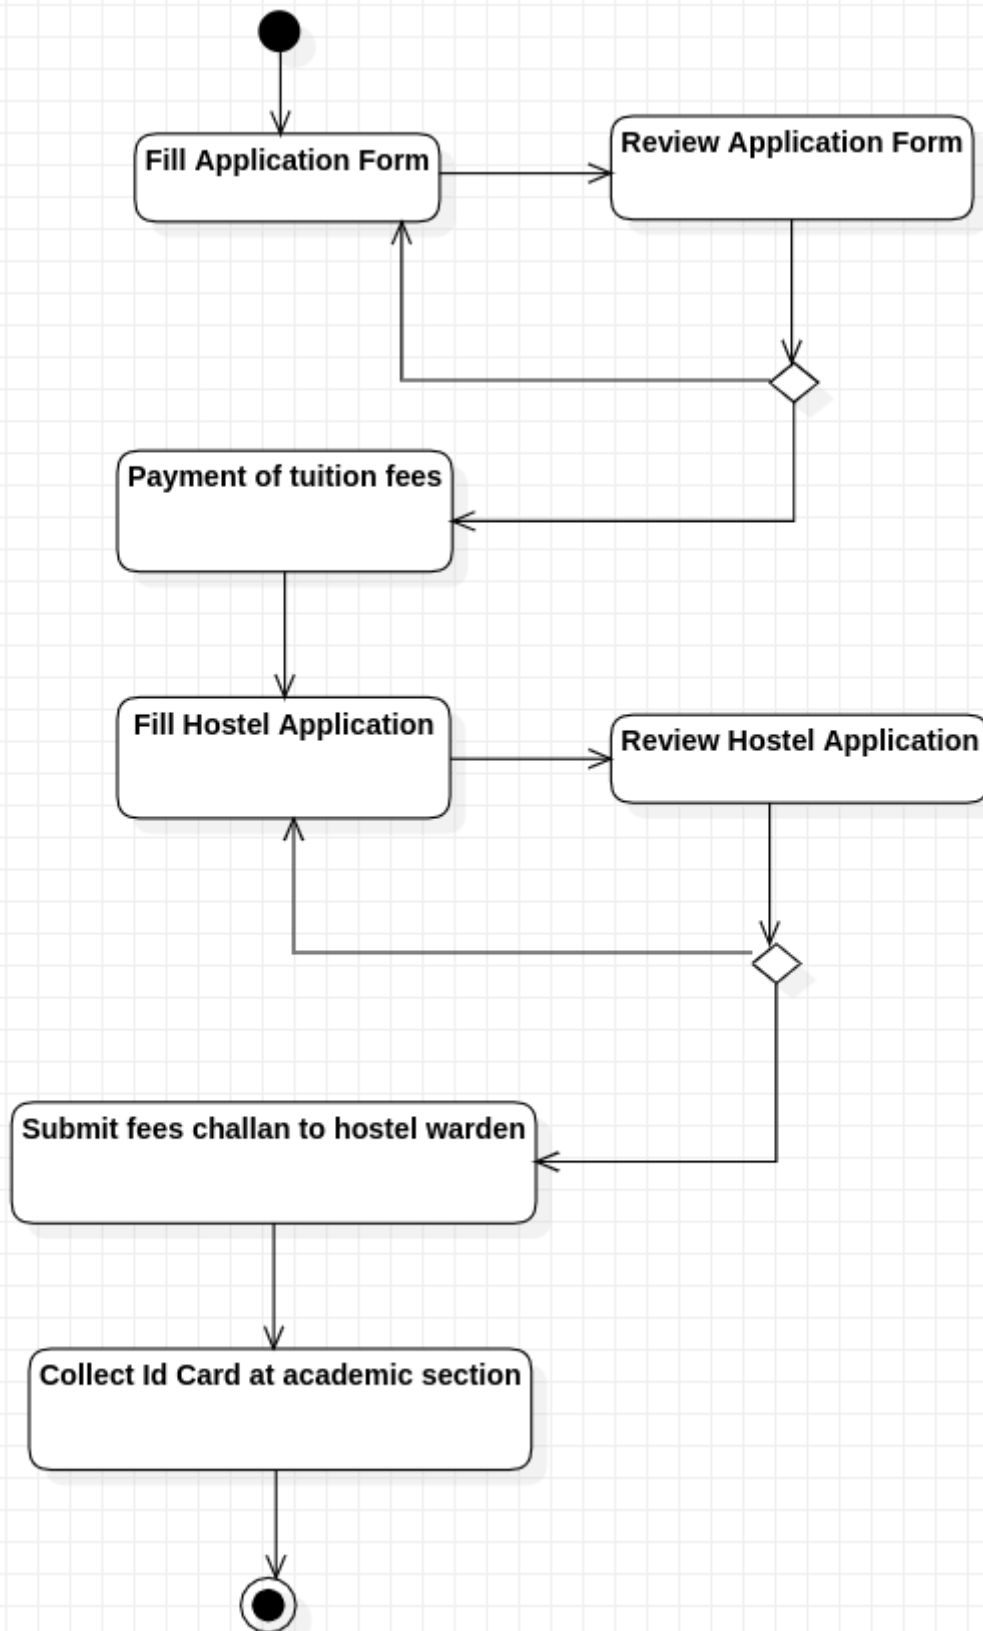 Fill Application Form
Review Application Form
Payment of tuition fees
Fill Hostel Application
Review Hostel Application
Submit fees challan to hostel warden
Collect Id Card at academic section